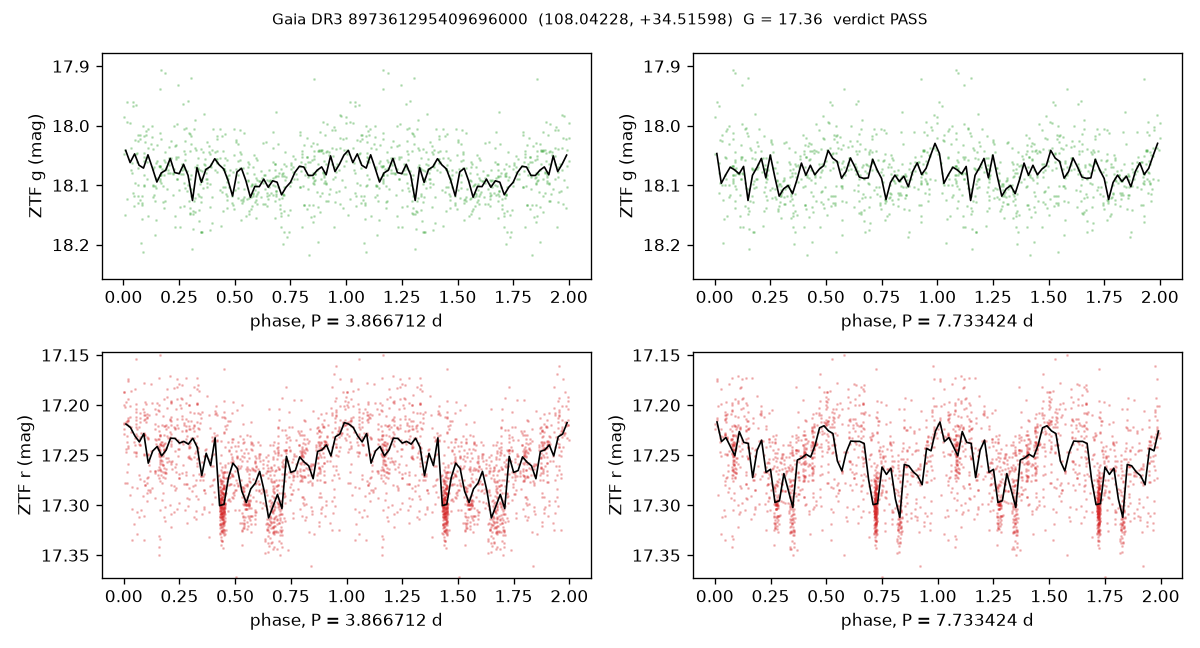 Gaia DR3 897361295409696000 (108.04228, +34.51598) G = 17.36 verdict PASS
ZTF g (mag)
17.9
18.0
18.1
18.2
0.00 0.25 0.50 0.75 1.00 1.25 1.50 1.75 2.00
phase, P = 3.866712 d
ZTF g (mag)
17.9
18.0
18.1
18.2
0.00 0.25 0.50 0.75 1.00 1.25 1.50 1.75 2.00
phase, P = 7.733424 d
ZTF r (mag)
17.15
17.20
17.25
17.30
17.35
0.00 0.25 0.50 0.75 1.00 1.25 1.50 1.75 2.00
phase, P = 3.866712 d
ZTF r (mag)
17.15
17.20
17.25
17.30
17.35
0.00 0.25 0.50 0.75 1.00 1.25 1.50 1.75 2.00
phase, P = 7.733424 d